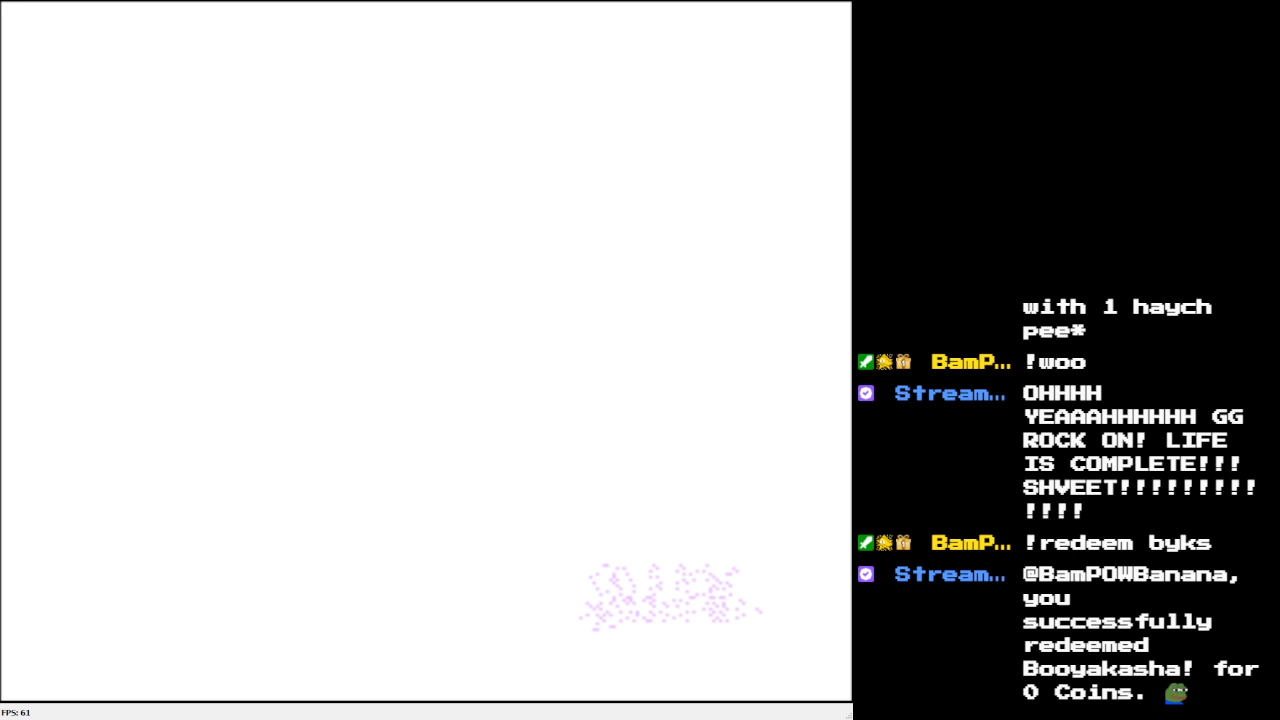 with 1 haych
pee*
BamP... !woo
Stream... OHHHH
YEAAAHHHHHH GG
ROCK ON! LIFE
IS COMPLETE!!!
SHVEET!!!!!!!!!
!!!!
BamP... !redeem byks
Stream... @BamPOWBanana,
you
successfully
redeemed
Booyakasha! for
0 Coins.
FPS: 61